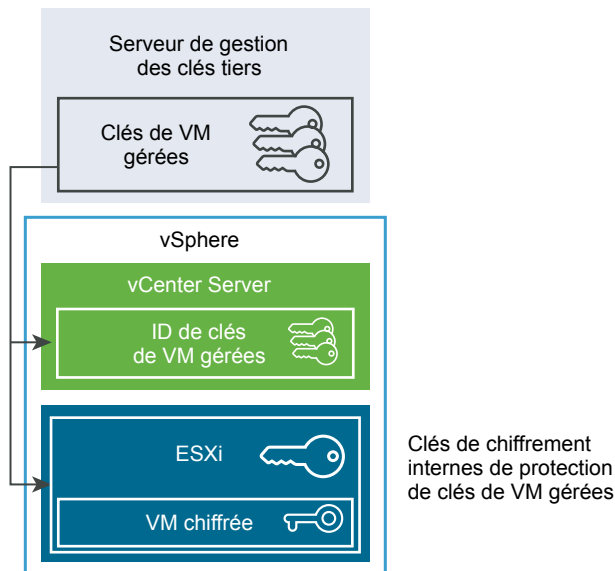 Serveur de gestion
des clés tiers
Clés de VM
gérées
vSphere
vCenter Server
ID de clés
de VM gérées
ESXi
VM chiffrée
Clés de chiffrement
internes de protection
de clés de VM gérées